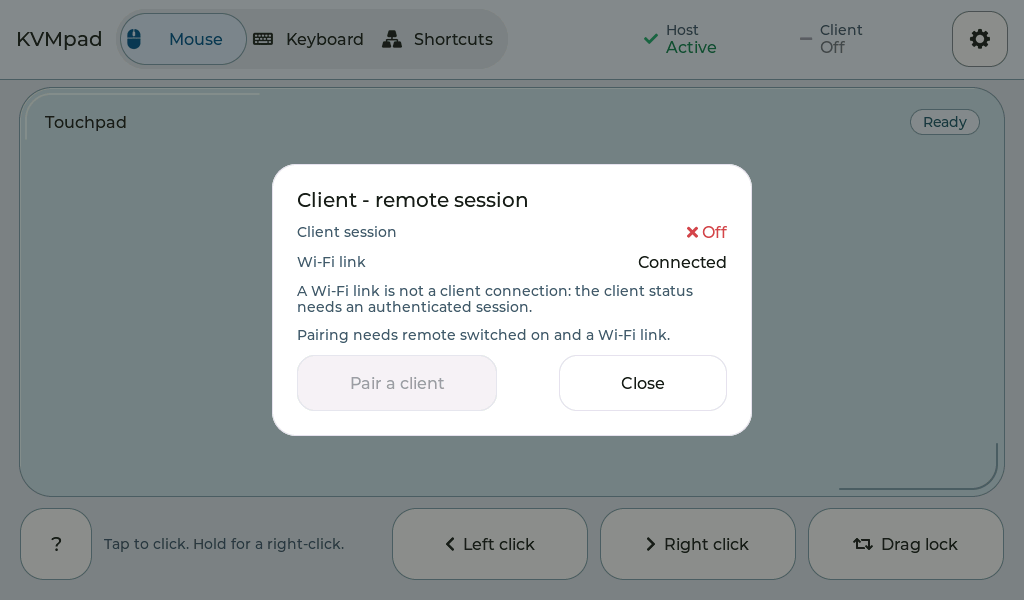 KVMpad
Mouse
Keyboard
Shortcuts
Host
Active
Client
Off
Touchpad
Ready
Client - remote session
Client session
Off
Wi-Fi link
Connected
A Wi-Fi link is not a client connection: the client status
needs an authenticated session.
Pairing needs remote switched on and a Wi-Fi link.
Pair a client
Close
?
Tap to click. Hold for a right-click.
Left click
Right click
Drag lock